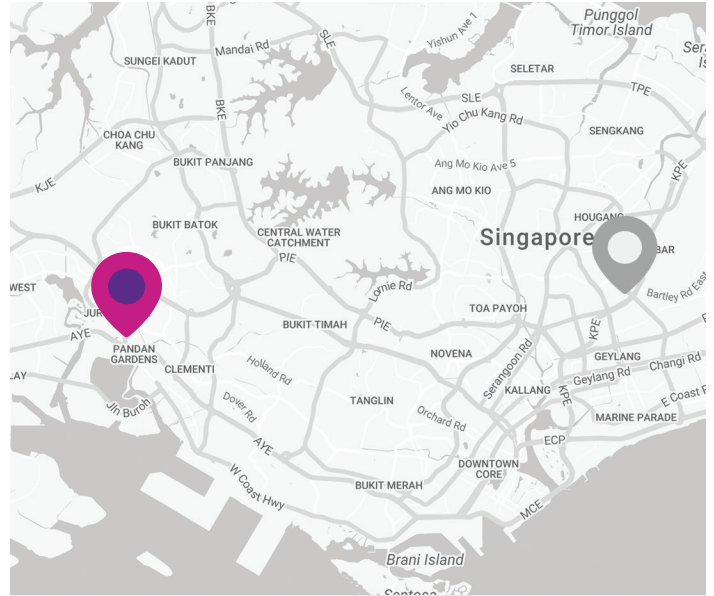 Punggol
Timor Island
BKE
SLE
Yishun Ave 1
Mandai Rd
SUNGEI KADUT
SELETAR
Lentor Ave
SLE
TPE
BKE
Yio Chu Kang Rd
SENGKANG
CHOA CHU
KANG
BUKIT PANJANG
Ang Mo Kio Ave 5
KPE
KJE
ANG MO KIO
HOUGANG
BUKIT BATOK
CENTRAL WATER
CATCHMENT
Singapore
BAR
PIE
WEST
Lornie Rd
Bartley Rd East
JUR
TOA PAYOH
BUKIT TIMAH
PIE
KPE
AYE
PANDAN
GARDENS
NOVENA
Serangoon Rd
GEYLANG
Changi Rd
CLEMENTI
Holland Rd
Geylang Rd
LAY
KALLANG
KPE
E Coast
TANGLIN
Jln Buroh
Dover Rd
Orchard Rd
MARINE PARADE
AYE
ECP
DOWNTOWN
CORE
W Coast Hwy
BUKIT MERAH
MCE
Brani Island